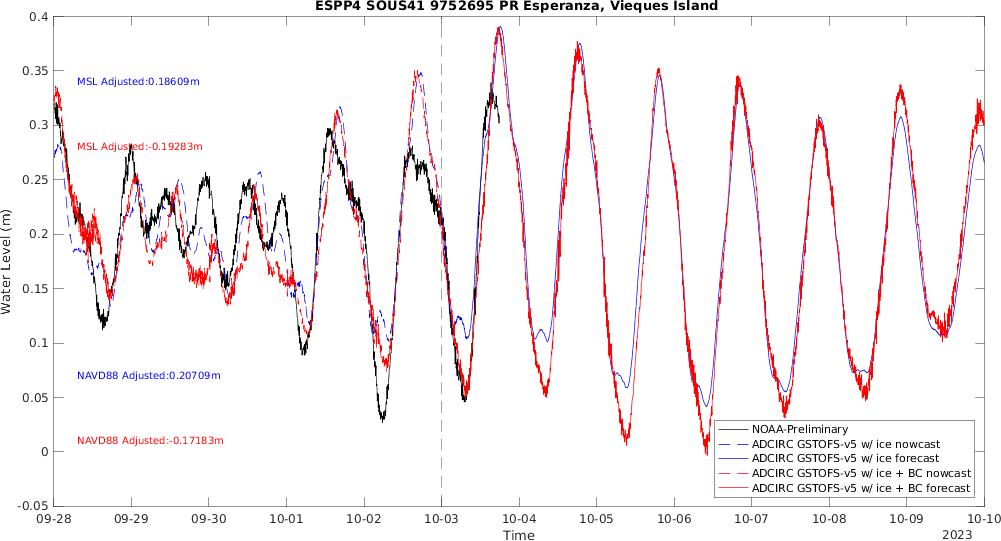 ESPP4 SOUS41 9752695 PR Esperanza, Vieques Island
0.4
0.35
0.3
0.25
0.2
0.15
0.1
0.05
0
-0.05
Water Level (m)
MSL Adjusted:0.18609m
MSL Adjusted:-0.19283m
NAVD88 Adjusted:0.20709m
NAVD88 Adjusted:-0.17183m
NOAA-Preliminary
ADCIRC GSTOFS-v5 w/ ice nowcast
ADCIRC GSTOFS-v5 w/ ice forecast
ADCIRC GSTOFS-v5 w/ ice + BC nowcast
ADCIRC GSTOFS-v5 w/ ice + BC forecast
09-28 09-29 09-30 10-01 10-02 10-03 10-04 10-05 10-06 10-07 10-08 10-09 10-10
Time
2023